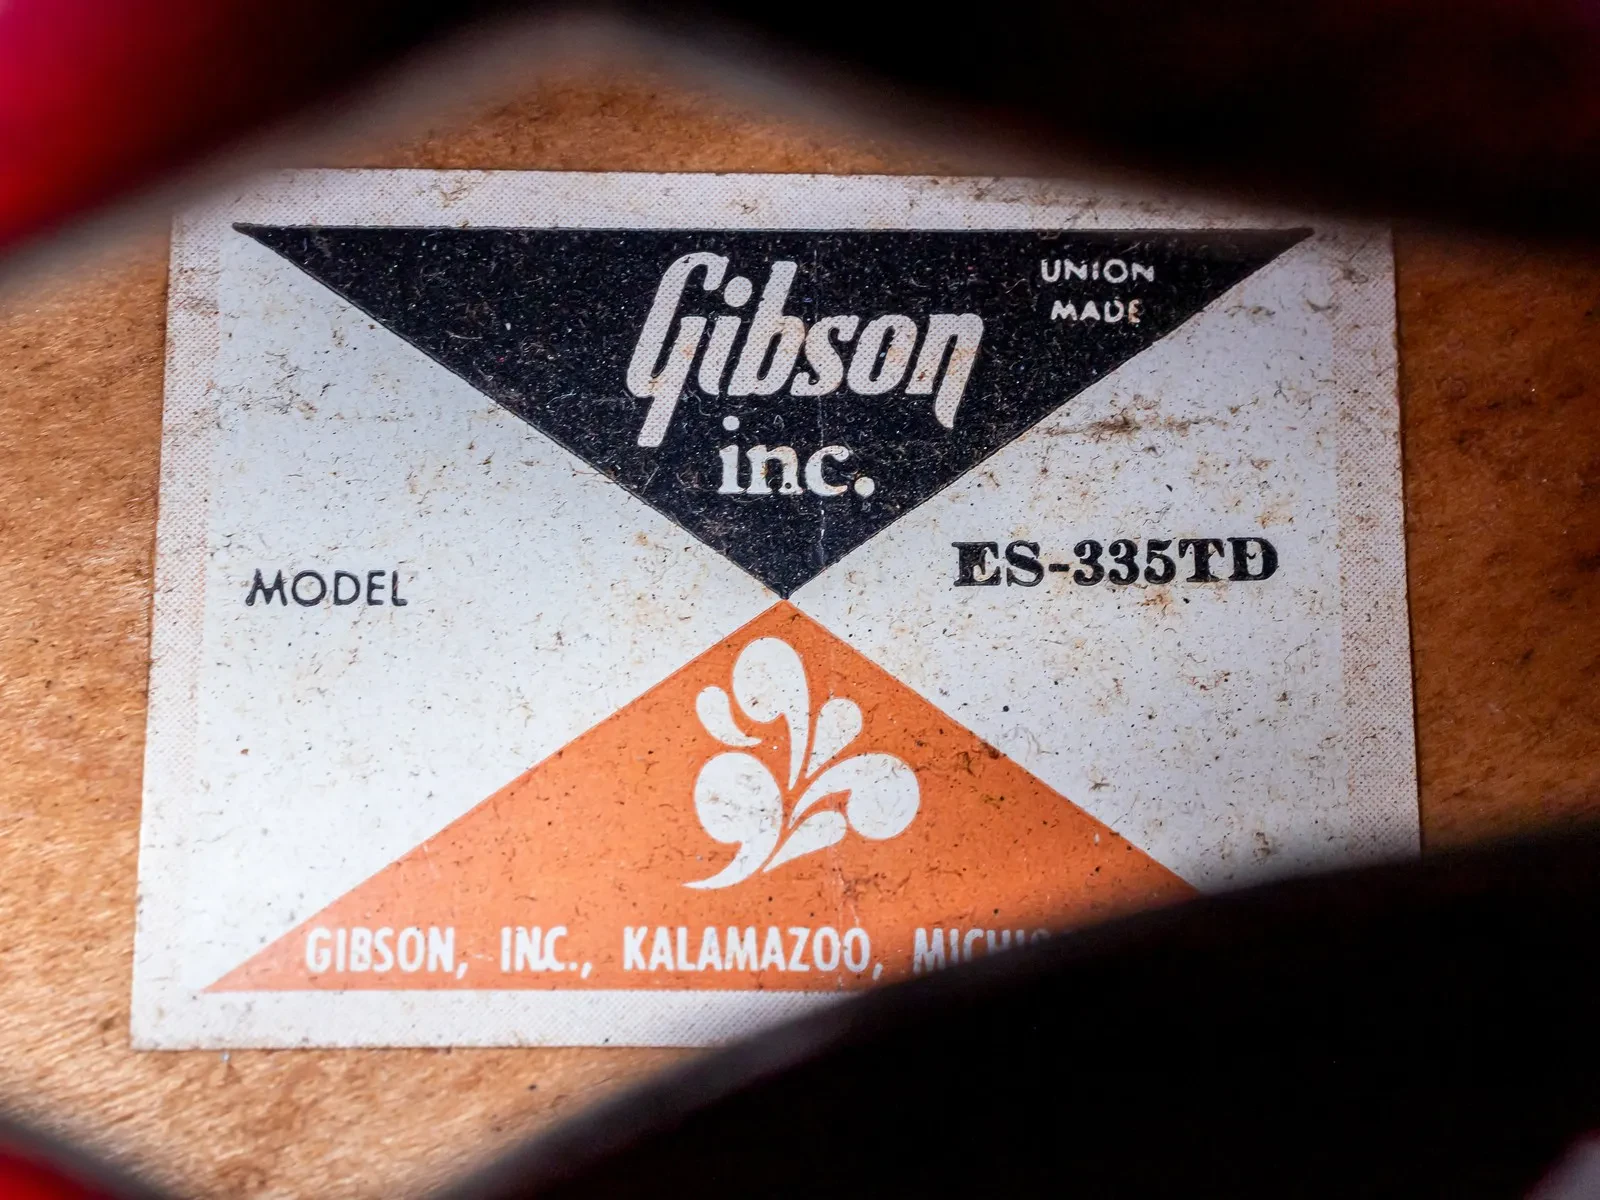 Gibson
inc.
UNION
MADE
MODEL
ES-335TD
GIBSON, INC., KALAMAZOO,